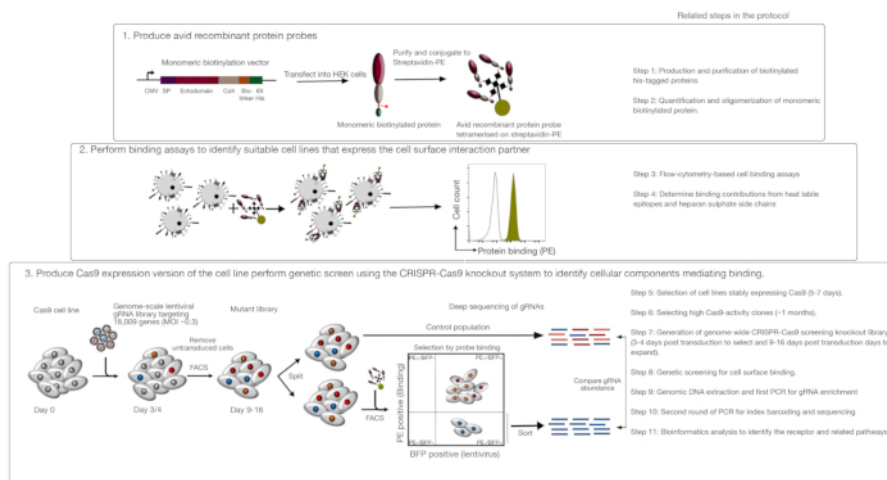 Related steps in the protocol
1. Produce avid recombinant protein probes
Monomeric biotinylation vector
CMV SP Ectodomain Cd4 Bio- 6X
linker His
Transfect into HEK cells
Purify and conjugate to
Streptavidin-PE
Monomeric biotinylated protein
Avid recombinant protein probe
tetramerised on streptavidin-PE
Step 1: Production and purification of biotinylated
his-tagged proteins
Step 2: Quantification and oligomerization of monomeric
biotinylated protein.
2. Perform binding assays to identify suitable cell lines that express the cell surface interaction partner
Cell count
Protein binding (PE)
Step 3: Flow-cytometry-based cell binding assays
Step 4: Determine binding contributions from heat labile
epitopes and heparan sulphate side chains
3. Produce Cas9 expression version of the cell line perform genetic screen using the CRISPR-Cas9 knockout system to identify cellular components mediating binding.
Cas9 cell line
Genome-scale lentiviral
gRNA library targeting
18,009 genes (MOI ~0.3)
Remove
untransduced cells
FACS
Mutant library
Day 0
Day 3/4
Day 9-16
Split
FACS
Deep sequencing of gRNAs
Control population
Selection by probe binding
PE positive (Binding)
BFP positive (lentivirus)
Sort
Compare gRNA
abundance
Step 5: Selection of cell lines stably expressing Cas9 (5-7 days).
Step 6: Selecting high Cas9-activity clones (~1 months).
Step 7: Generation of genome-wide CRISPR-Cas9 screening knockout library
(3-4 days post transduction to select and 9-16 days post transduction days to
expand).
Step 8: Genetic screening for cell surface binding.
Step 9: Genomic DNA extraction and first PCR for gRNA enrichment
Step 10: Second round of PCR for index barcoding and sequencing
Step 11: Bioinformatics analysis to identify the receptor and related pathways